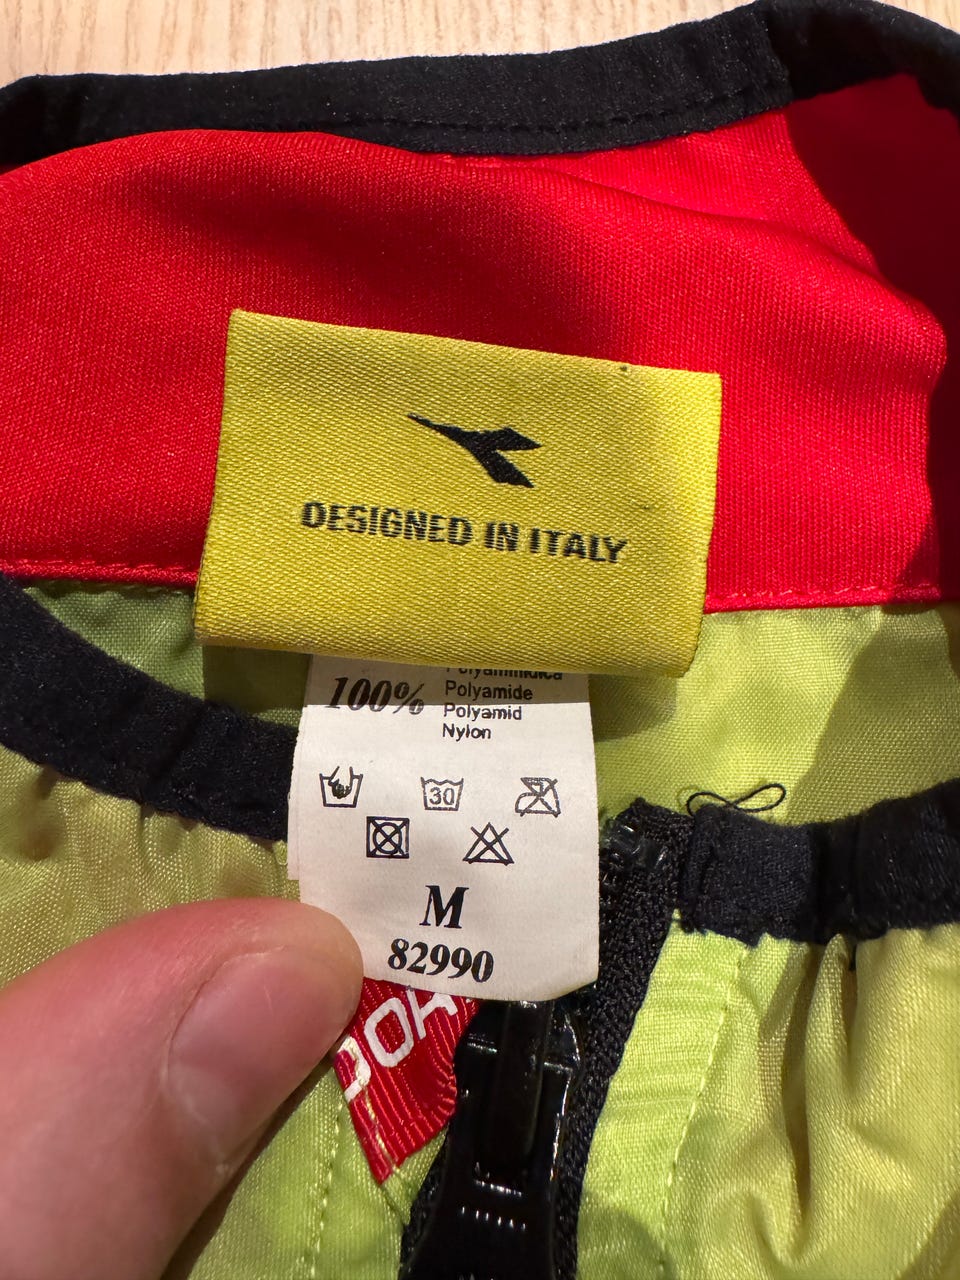 DESIGNED IN ITALY
100%
Polyamide
Polyamid
Nylon
30
M
82990